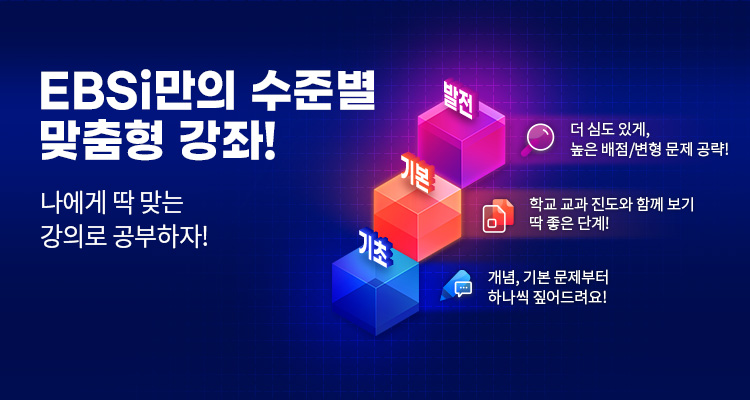 EBSi만의 수준별
맞춤형 강좌!
나에게 딱 맞는
강의로 공부하자!
발전
더 심도 있게,
높은 배점/변형 문제 공략!
기본
학교 교과 진도와 함께 보기
딱 좋은 단계!
기초
개념, 기본 문제부터
하나씩 짚어드려요!